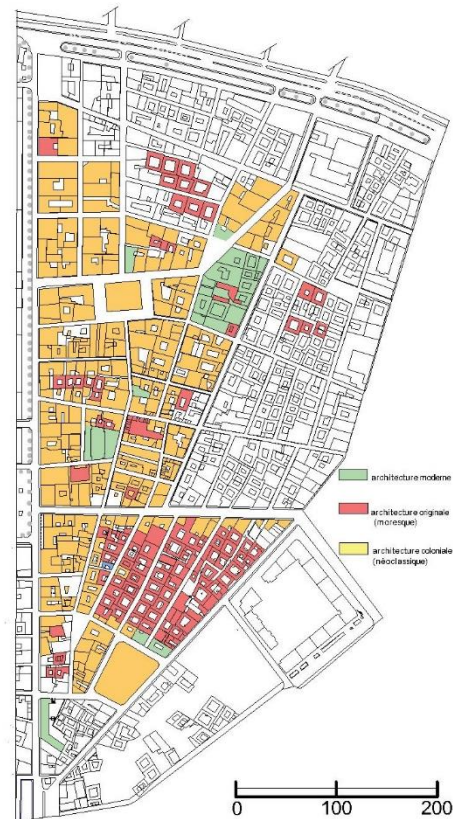 architecture moderne
architecture originale
(moresque)
architecture coloniale
(néoclassique)
0 100 200